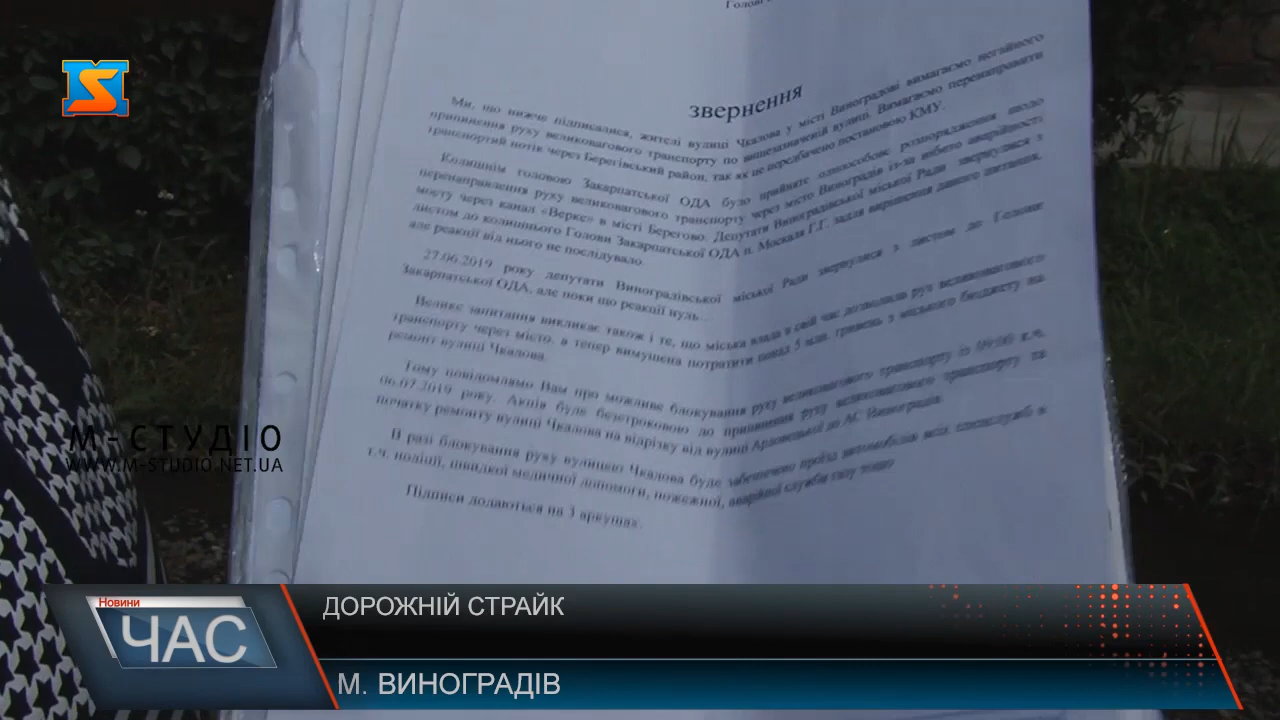 Голові
звернення
Ми, що нижче підписалися, жителі вулиці Чкалова у місті Виноградові вимагаємо негайного
припинення руху великовагового транспорту по вищезазначеній вулиці. Вимагаємо перенаправити
транспортий потік через Берегівський район, так як це передбачено постановою КМУ.
Колишнім головою Закарпатської ОДА було прийняте одноособове розпорядження щодо
перенаправлення руху великовагового транспорту через місто Виноградів із-за нібито аварійності
мосту через канал «Верке» в місті Берегово. Депутати Виноградівської міської Ради звернулися з
листом до колишнього Голови Закарпатської ОДА п. Москаля Г.Г. задля вирішення даного питання,
але реакції від нього не послідувало.
27.06.2019 року депутати Виноградівської міської Ради звернулися з листом до Голови
Закарпатської ОДА, але поки що реакції нуль...
Велике запитання викликає також і те, що міська влада в свій час дозволила рух великовагового
транспорту через місто, а тепер вимушена потратити понад 5 млн. гривень з міського бюджету на
ремонт вулиці Чкалова.
Тому повідомлямо Вам про можливе блокування руху великовагового транспорту із 09:00 г.ч.
06.07.2019 року. Акція буде безстроковою до припинення руху великовагового транспорту та
початку ремонту вулиці Чкалова на відрізку від вулиці до АС Виноградів.
В разі блокування руху вулицею Чкалова буде забезпечено проїзд автомобілів всіх спецслужб в
т.ч. поліції, швидкої медичної допомоги, пожежної, аварійної служби газу тощо
Підписи додаються на 3 аркушах.
М-СТУДІО
WWW.M-STUDIO.NET.UA
Новини
ЧАС
ДОРОЖНІЙ СТРАЙК
М. ВИНОГРАДІВ